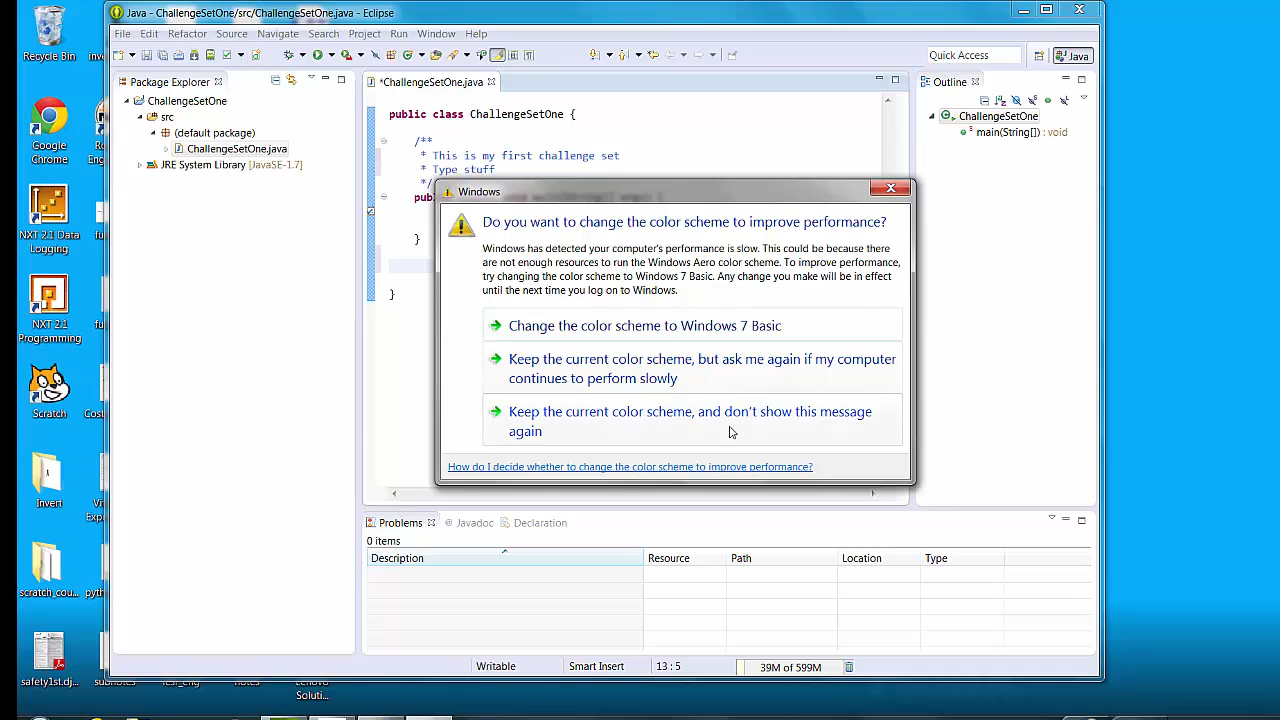 Java - ChallengeSetOne/src/ChallengeSetOne.java - Eclipse
File Edit Refactor Source Navigate Search Project Run Window Help
Quick Access
Java
Package Explorer
ChallengeSetOne
src
(default package)
ChallengeSetOne.java
JRE System Library [JavaSE-1.7]
*ChallengeSetOne.java
public class ChallengeSetOne {
/**
* This is my first challenge set
* Type stuff
*/
}
}
Outline
ChallengeSetOne
main(String[]) : void
Windows
Do you want to change the color scheme to improve performance?
Windows has detected your computer's performance is slow. This could be because there
are not enough resources to run the Windows Aero color scheme. To improve performance,
try changing the color scheme to Windows 7 Basic. Any change you make will be in effect
until the next time you log on to Windows.
Change the color scheme to Windows 7 Basic
Keep the current color scheme, but ask me again if my computer
continues to perform slowly
Keep the current color scheme, and don't show this message
again
How do I decide whether to change the color scheme to improve performance?
Problems
Javadoc
Declaration
0 items
Description Resource Path Location Type
Writable Smart Insert 13 : 5 39M of 599M
Recycle Bin
Google
Chrome
NXT 2.1 Data
Logging
NXT 2.1
Programming
Scratch
Invert
scratch_cou...
safety1st.dj...
Soluti...